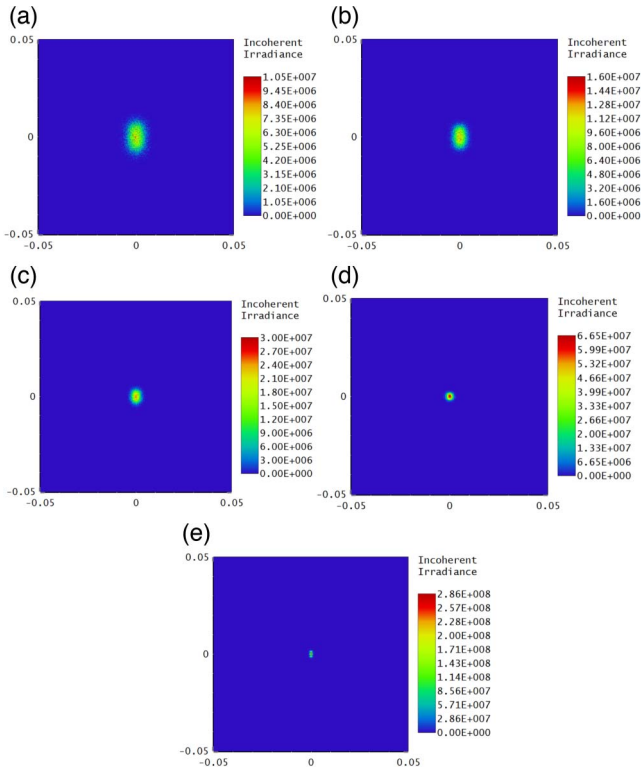 (a)
0.05
0
-0.05
-0.05
0
0.05
Incoherent
Irradiance
1.05E+007
9.45E+006
8.40E+006
7.35E+006
6.30E+006
5.25E+006
4.20E+006
3.15E+006
2.10E+006
1.05E+006
0.00E+000
(b)
0.05
0
-0.05
-0.05
0
0.05
Incoherent
Irradiance
1.60E+007
1.44E+007
1.28E+007
1.12E+007
9.60E+006
8.00E+006
6.40E+006
4.80E+006
3.20E+006
1.60E+006
0.00E+000
(c)
0.05
0
-0.05
-0.05
0
0.05
Incoherent
Irradiance
3.00E+007
2.70E+007
2.40E+007
2.10E+007
1.80E+007
1.50E+007
1.20E+007
9.00E+006
6.00E+006
3.00E+006
0.00E+000
(d)
0.05
0
-0.05
-0.05
0
0.05
Incoherent
Irradiance
6.65E+007
5.99E+007
5.32E+007
4.66E+007
3.99E+007
3.33E+007
2.66E+007
2.00E+007
1.33E+007
6.65E+006
0.00E+000
(e)
0.05
0
-0.05
-0.05
0
0.05
Incoherent
Irradiance
2.86E+008
2.57E+008
2.28E+008
2.00E+008
1.71E+008
1.43E+008
1.14E+008
8.56E+007
5.71E+007
2.86E+007
0.00E+000